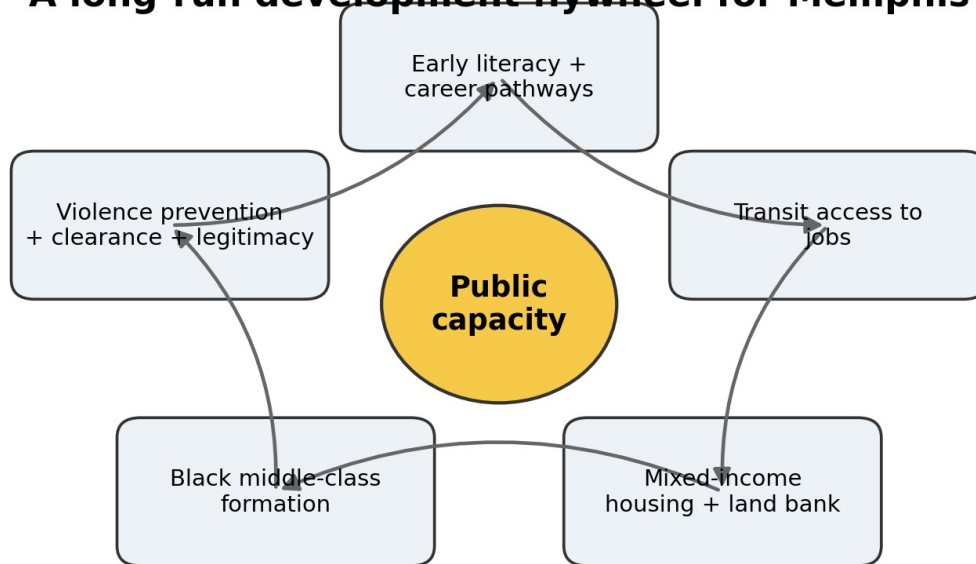 A long-run development flywheel for Memphis
Early literacy +
career pathways
Violence prevention
+ clearance + legitimacy
Transit access to
jobs
Public
capacity
Black middle-class
formation
Mixed-income
housing + land bank